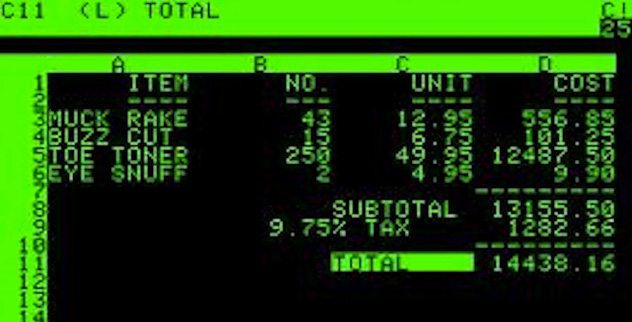 C11 (L) TOTAL C!
25
A B C D
1 ITEM NO. UNIT COST
2 ---- --- ---- ----
3 MUCK RAKE 43 12.95 556.85
4 BUZZ CUT 15 6.75 101.25
5 TOE TONER 250 49.95 12487.50
6 EYE SNUFF 2 4.95 9.90
7 ---------
8 SUBTOTAL 13155.50
9 9.75% TAX 1282.66
10 ---------
11 TOTAL 14438.16
12
13
14